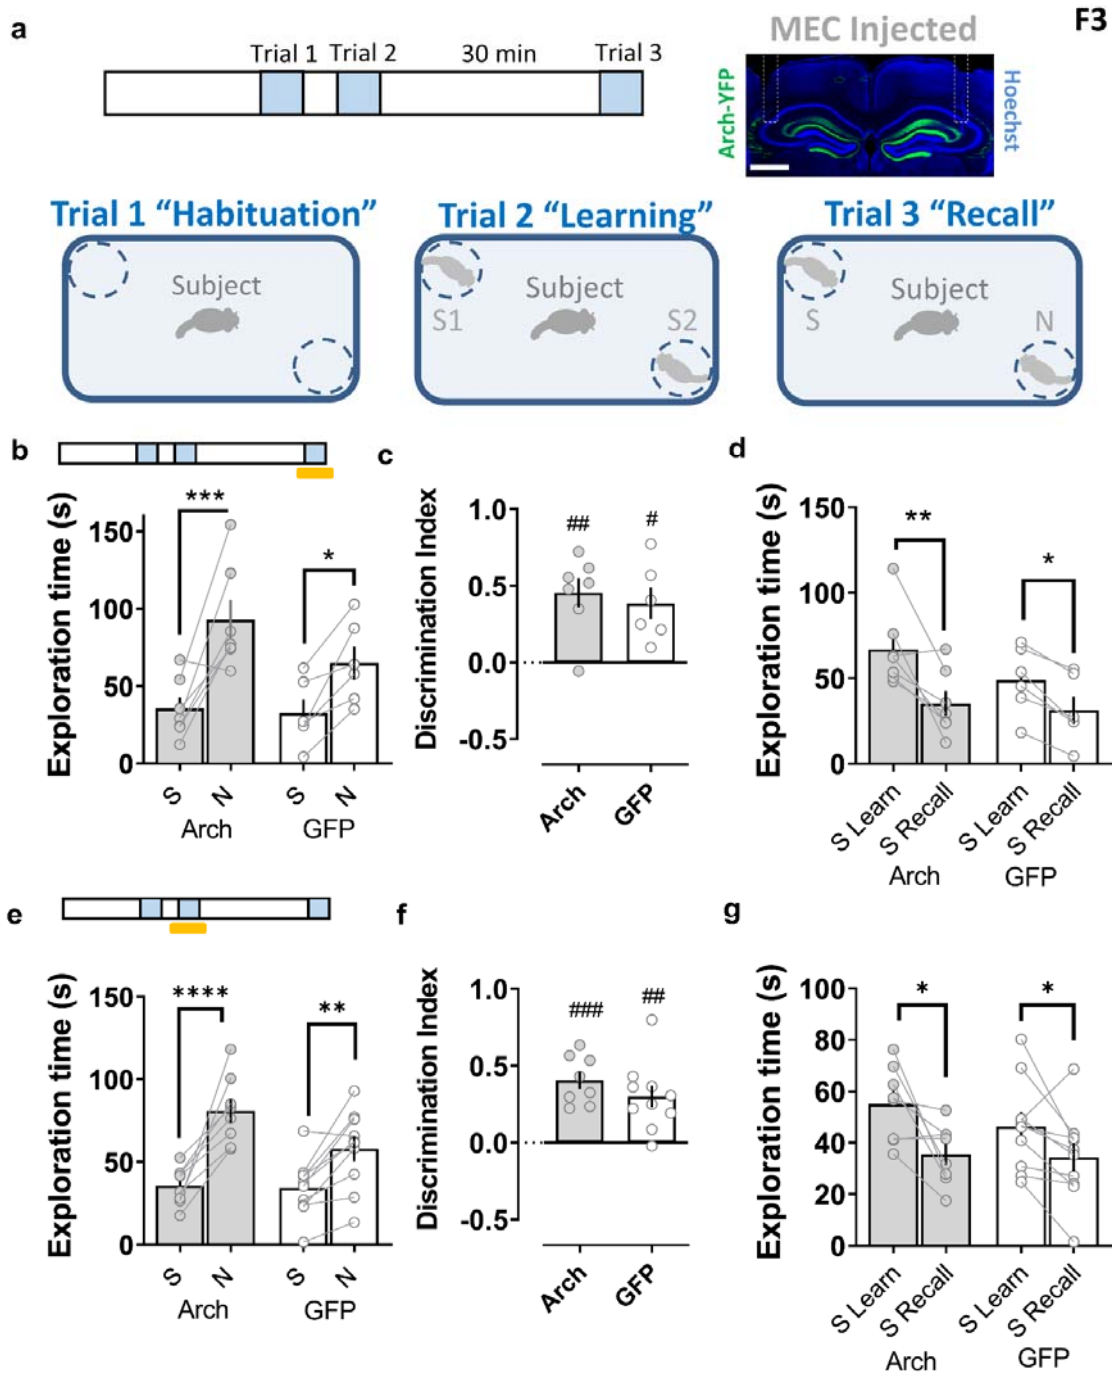 a
F3
MEC Injected
Trial 1 Trial 2 30 min Trial 3
Arch-YFP
Hoechst
Trial 1 “Habituation”
Trial 2 “Learning”
Trial 3 “Recall”
Subject
Subject
S1
S2
Subject
S
N
b
Exploration time (s)
150
100
50
0
***
*
S N S N
Arch GFP
c
Discrimination Index
1.0
0.5
0.0
-0.5
##
#
Arch GFP
d
Exploration time (s)
150
100
50
0
**
*
S Learn S Recall S Learn S Recall
Arch GFP
e
Exploration time (s)
150
100
50
0
****
**
S N S N
Arch GFP
f
Discrimination Index
1.0
0.5
0.0
-0.5
###
##
Arch GFP
g
Exploration time (s)
100
80
60
40
20
0
*
*
S Learn S Recall S Learn S Recall
Arch GFP